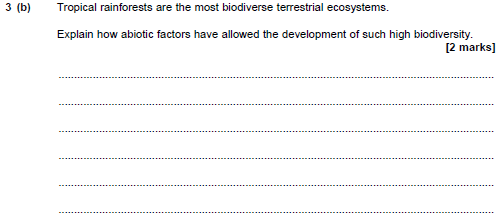 3 (b) Tropical rainforests are the most biodiverse terrestrial ecosystems.
Explain how abiotic factors have allowed the development of such high biodiversity.
[2 marks]